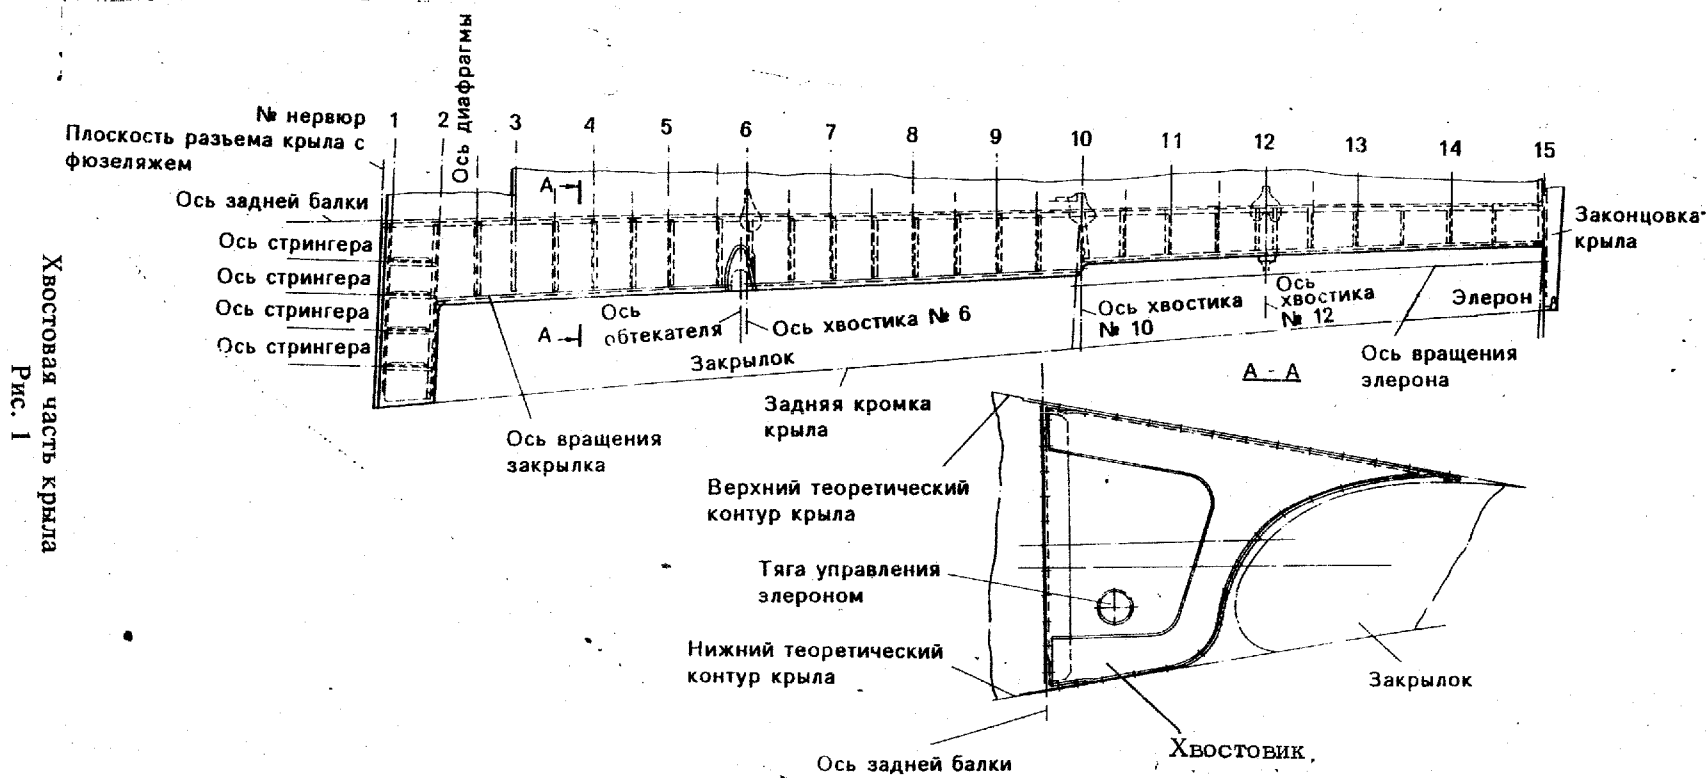 Ось диафрагмы
№ нервюр 1 2 3 4 5 6 7 8 9 10 11 12 13 14 15
Плоскость разъема крыла с
фюзеляжем
А
Ось задней балки
Ось стрингера
Ось стрингера
Ось стрингера
Ось стрингера
Законцовка
крыла
А
Ось
обтекателя
Ось хвостика № 6
Ось хвостика
№ 10
Ось
хвостика
№ 12
Элерон
Закрылок
Ось вращения
элерона
А - А
Задняя кромка
крыла
Ось вращения
закрылка
Верхний теоретический
контур крыла
Тяга управления
элероном
Нижний теоретический
контур крыла
Закрылок
Хвостовик
Ось задней балки
Хвостовая часть крыла
Рис. 1